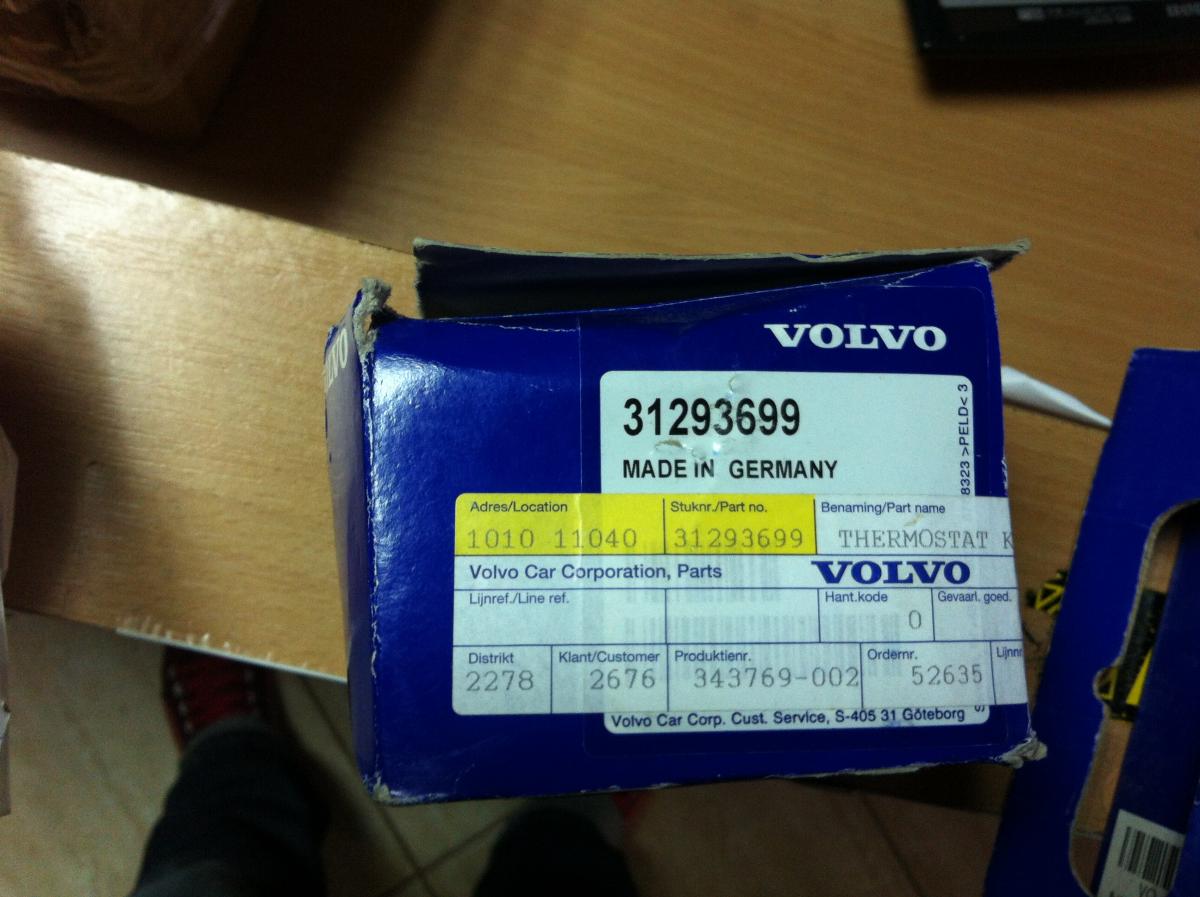 VOLVO
31293699
MADE IN GERMANY
8323 >PELD< 3
Adres/Location Stuknr./Part no. Benaming/Part name
1010 11040 31293699 THERMOSTAT K
Volvo Car Corporation, Parts VOLVO
Lijnref./Line ref. Hant.kode Gevaarl. goed.
0
Distrikt Klant/Customer Produktienr. Ordernr. Lijnnr
2278 2676 343769-002 52635
Volvo Car Corp. Cust. Service, S-405 31 Göteborg